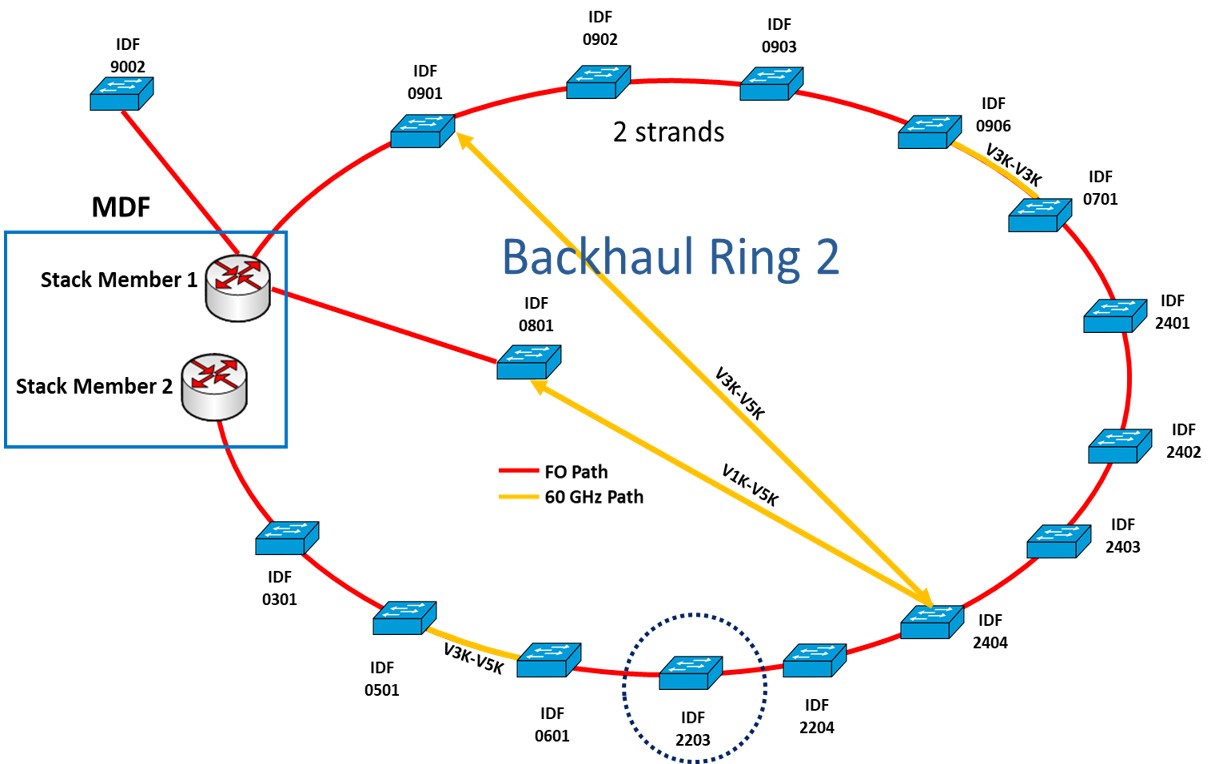 IDF
9002
IDF
0901
IDF
0902
IDF
0903
IDF
0906
2 strands
V3K-V3K
IDF
0701
MDF
Stack Member 1
Stack Member 2
Backhaul Ring 2
IDF
0801
IDF
2401
V3K-V5K
V1K-V5K
IDF
2402
FO Path
60 GHz Path
IDF
2403
IDF
0301
IDF
2404
IDF
0501
V3K-V5K
IDF
0601
IDF
2203
IDF
2204